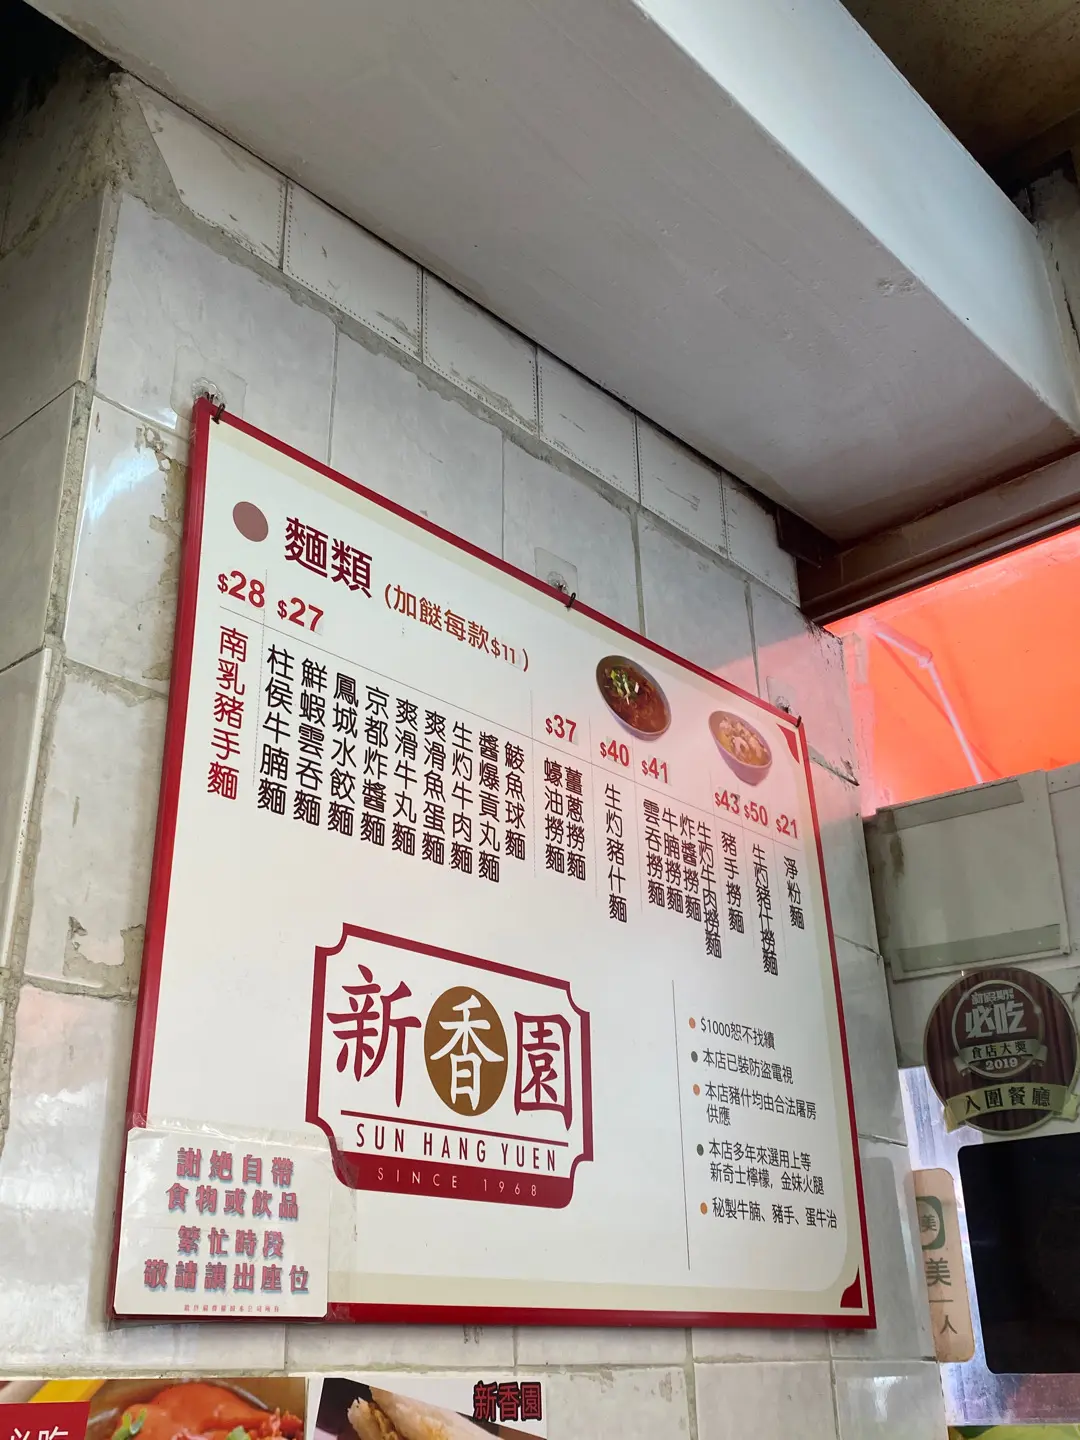 麵類 (加餸每款$11)
$28
南乳豬手麵
$27
柱侯牛腩麵
鮮蝦雲吞麵
鳳城水餃麵
京都炸醬麵
爽滑牛丸麵
爽滑魚蛋麵
生灼牛肉麵
醬爆貢丸麵
鯪魚球麵
$37
蠔油撈麵
薑蔥撈麵
$40
生灼豬什麵
$41
雲吞撈麵
牛腩撈麵
炸醬撈麵
生灼牛肉撈麵
$43
豬手撈麵
$50
生灼豬什撈麵
$21
淨粉麵
新香園
SUN HANG YUEN
SINCE 1968
$1000恕不找續
本店已裝防盜電視
本店豬什均由合法屠房
供應
本店多年來選用上等
新奇士檸檬，金妹火腿
秘製牛腩、豬手、蛋牛治
謝絕自帶
食物或飲品
繁忙時段
敬請讓出座位
必吃
食店大獎
2019
入圍餐廳
美
美
一
人
新香園
必吃